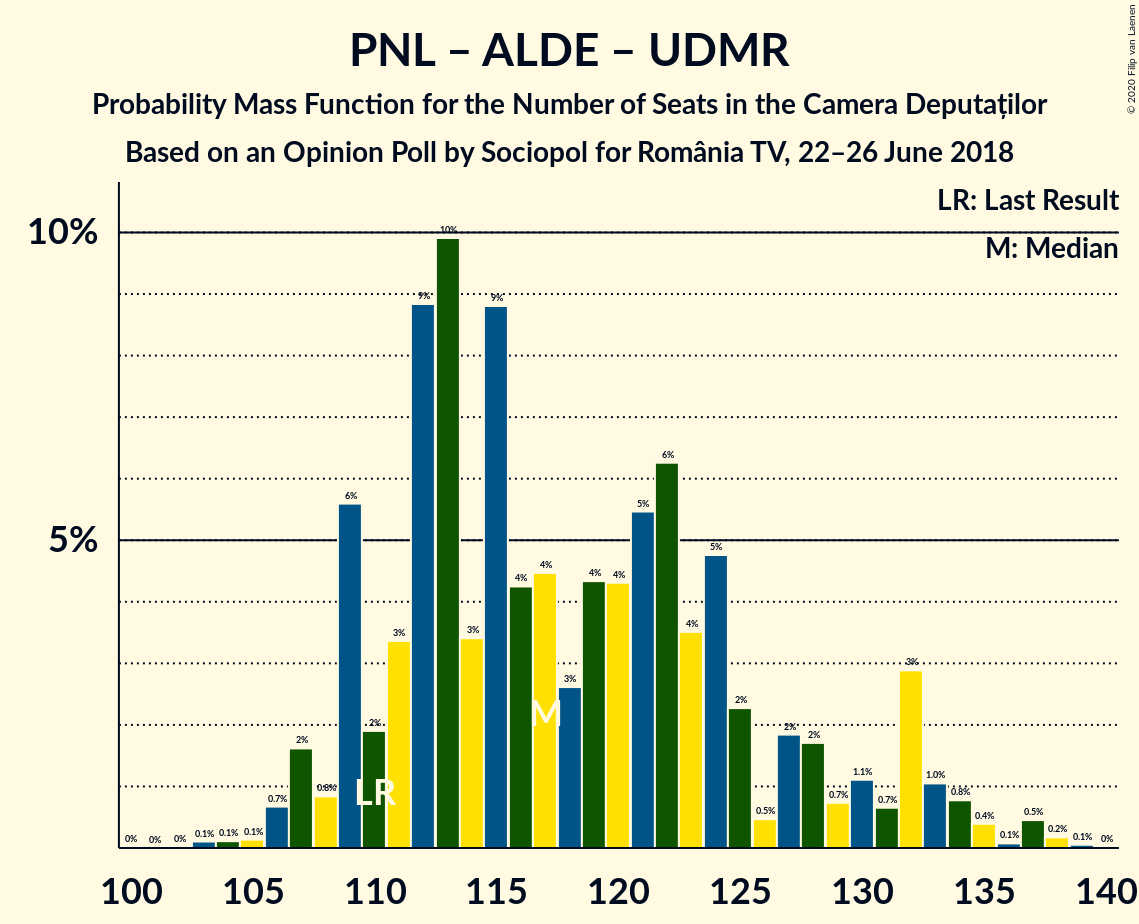 PNL – ALDE – UDMR
Probability Mass Function for the Number of Seats in the Camera Deputaților
Based on an Opinion Poll by Sociopol for România TV, 22–26 June 2018
© 2020 Filip van Laenen
LR: Last Result
M: Median
10%
5%
0% 0% 0% 0.1% 0.1% 0.1% 0.7% 2% 0.8% 6% 2% 3% 9% 10% 3% 9% 4% 4% 3% 4% 4% 5% 6% 4% 5% 2% 0.5% 2% 2% 0.7% 1.1% 0.7% 3% 1.0% 0.8% 0.4% 0.1% 0.5% 0.2% 0.1% 0%
M
LR
100 105 110 115 120 125 130 135 140